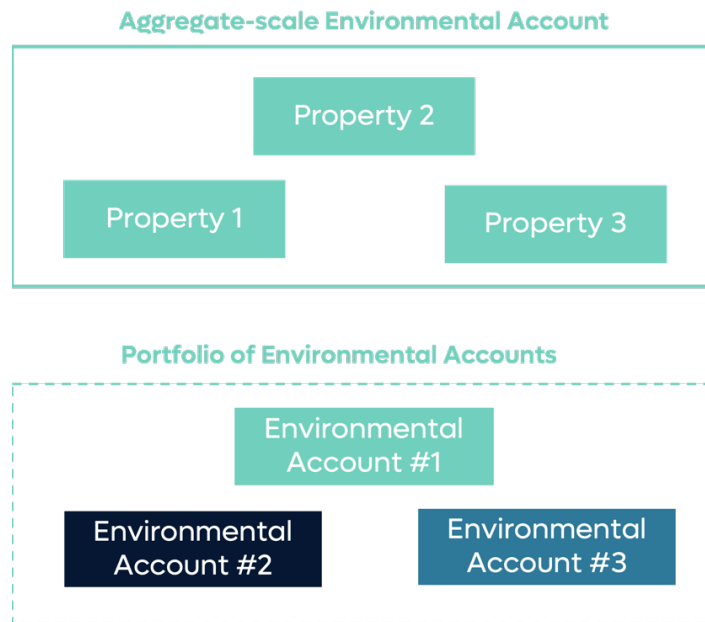 Aggregate-scale Environmental Account
Property 2
Property 1
Property 3
Portfolio of Environmental Accounts
Environmental
Account #1
Environmental
Account #2
Environmental
Account #3